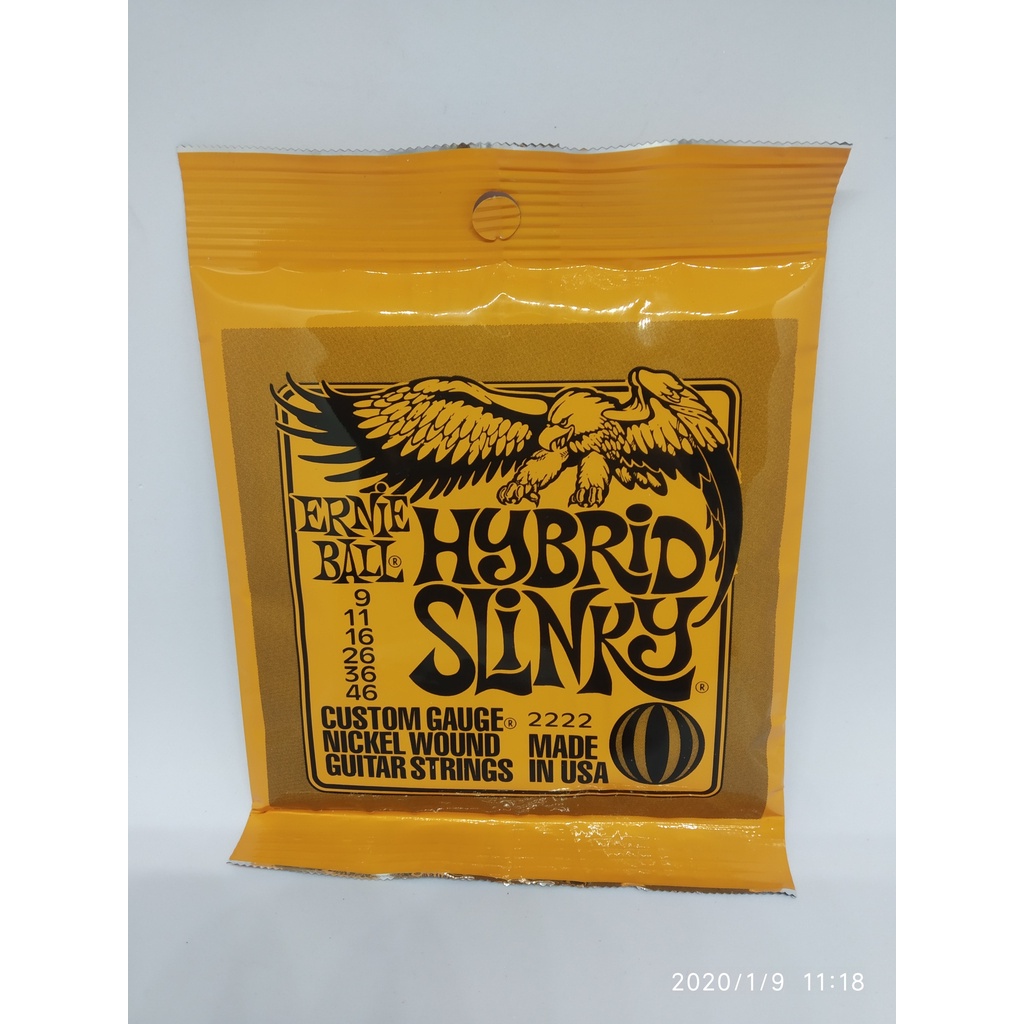 ERNiE
BALL®
HYBRiD
SLiNKY®
9
11
16
26
36
46
CUSTOM GAUGE® 2222
NICKEL WOUND
GUITAR STRINGS
MADE
IN USA
2020/1/9 11:18